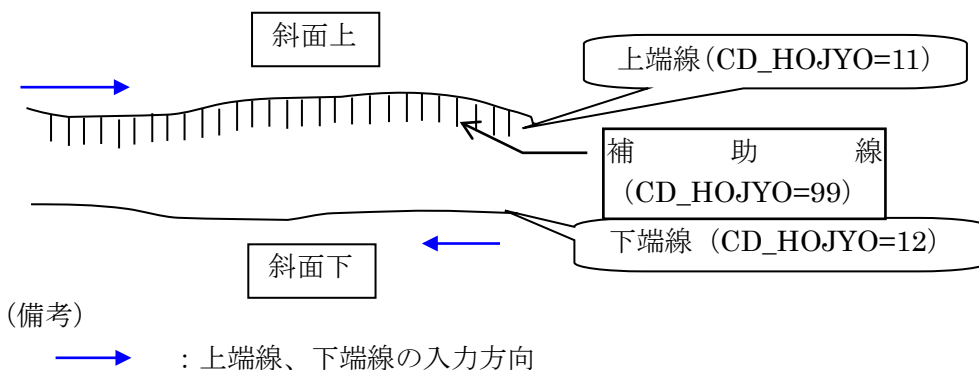 斜面上
上端線(CD_HOJYO=11)
補助線
（CD_HOJYO=99）
下端線（CD_HOJYO=12）
斜面下
（備考）
：上端線、下端線の入力方向